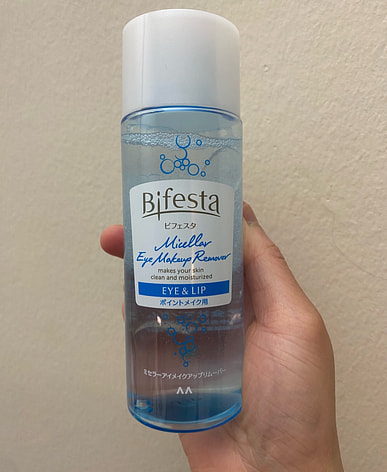 Bifesta
ビフェスタ
Micellar
Eye Makeup Remover
makes your skin
clean and moisturized
EYE & LIP
ポイントメイク用
ミセラーアイメイクアップリムーバー